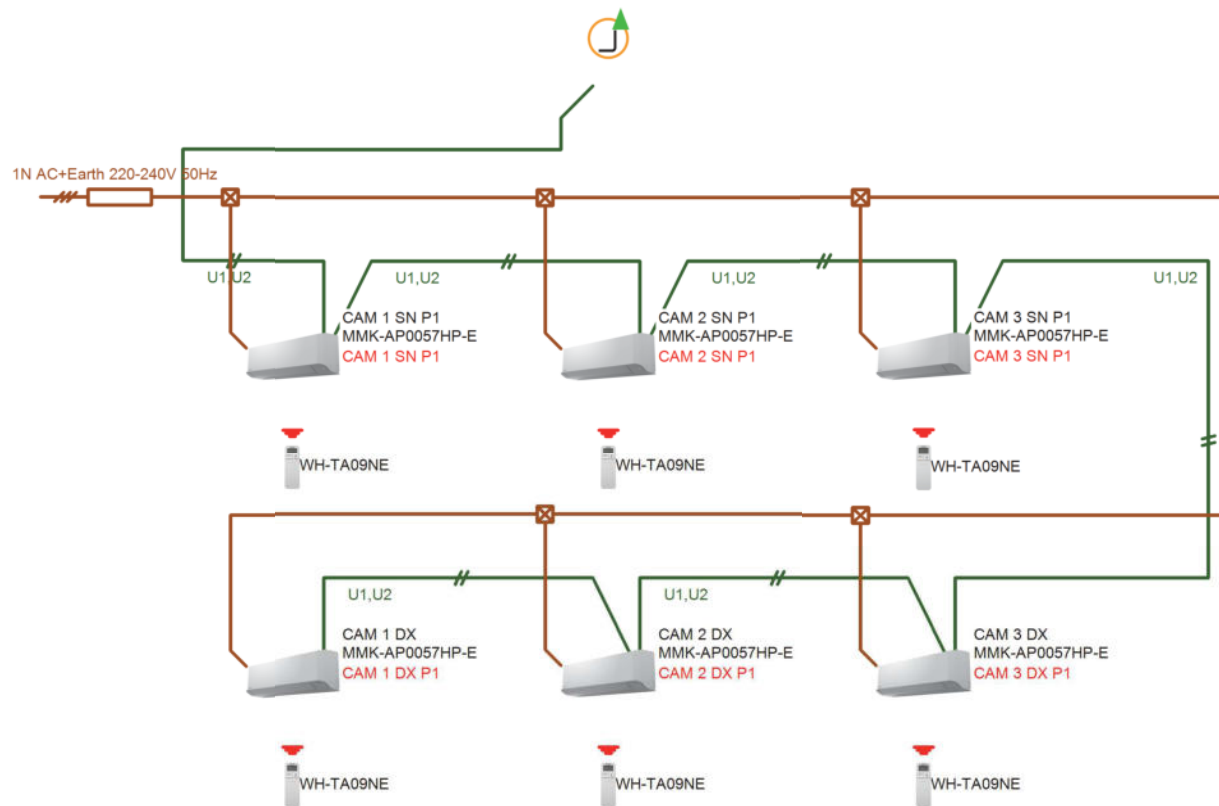 1N AC+Earth 220-240V 50Hz
U1,U2
U1,U2
U1,U2
U1,U2
CAM 1 SN P1
MMK-AP0057HP-E
CAM 1 SN P1
CAM 2 SN P1
MMK-AP0057HP-E
CAM 2 SN P1
CAM 3 SN P1
MMK-AP0057HP-E
CAM 3 SN P1
WH-TA09NE
WH-TA09NE
WH-TA09NE
U1,U2
U1,U2
CAM 1 DX
MMK-AP0057HP-E
CAM 1 DX P1
CAM 2 DX
MMK-AP0057HP-E
CAM 2 DX P1
CAM 3 DX
MMK-AP0057HP-E
CAM 3 DX P1
WH-TA09NE
WH-TA09NE
WH-TA09NE